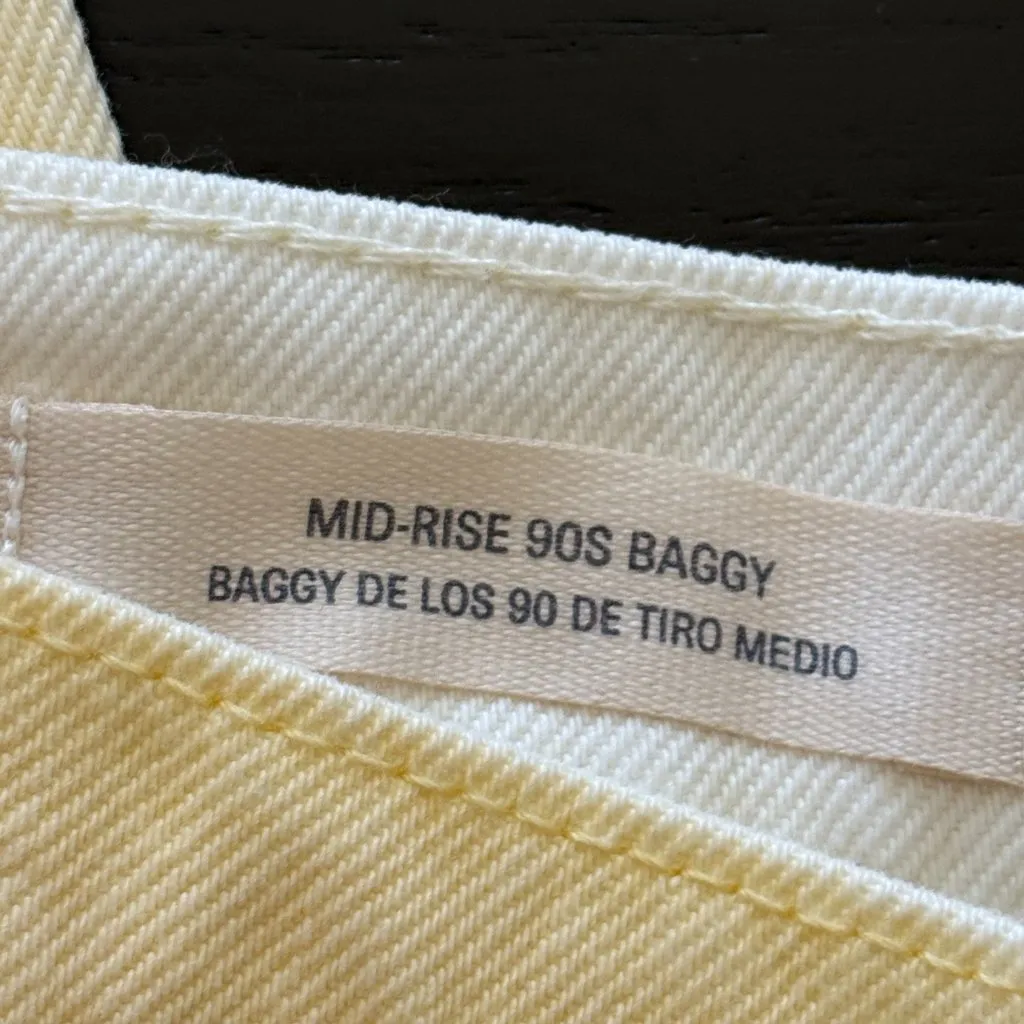 MID-RISE 90S BAGGY
BAGGY DE LOS 90 DE TIRO MEDIO